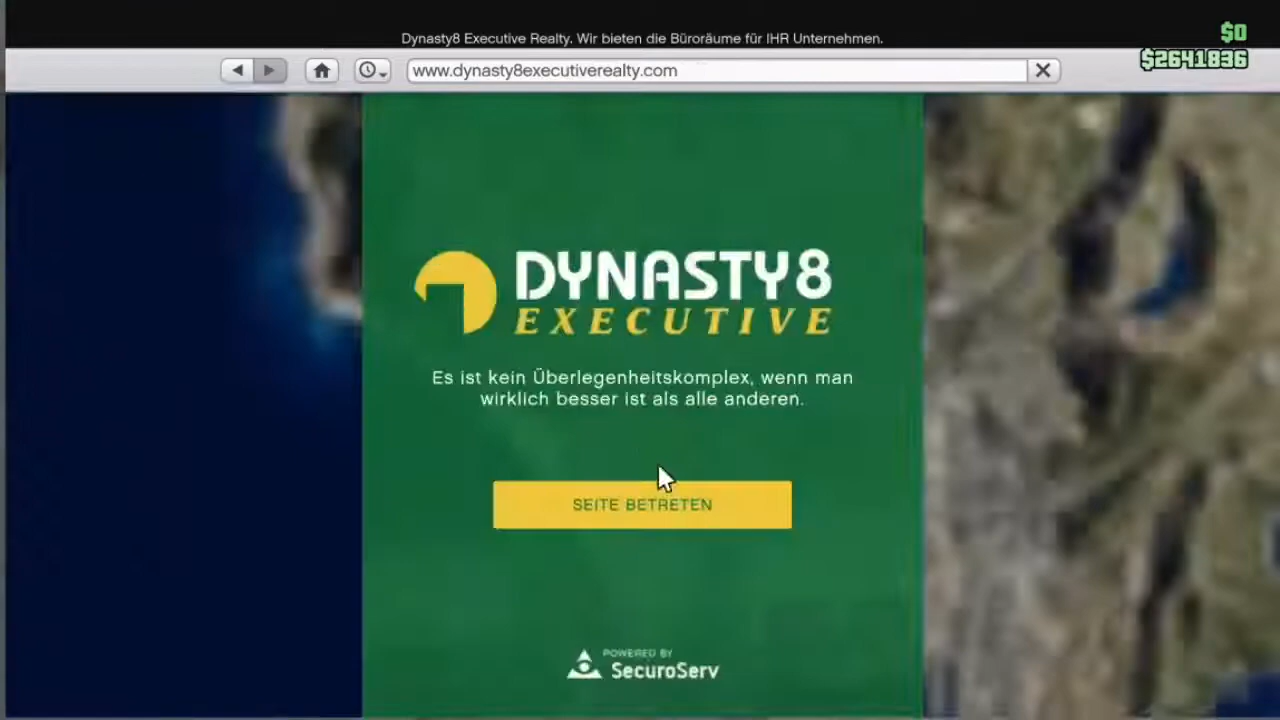 Dynasty8 Executive Realty. Wir bieten die Büroräume für IHR Unternehmen.
$0
$2641836
www.dynasty8executiverealty.com
DYNASTY8
EXECUTIVE
Es ist kein Überlegenheitskomplex, wenn man
wirklich besser ist als alle anderen.
SEITE BETRETEN
POWERED BY
SecuroServ